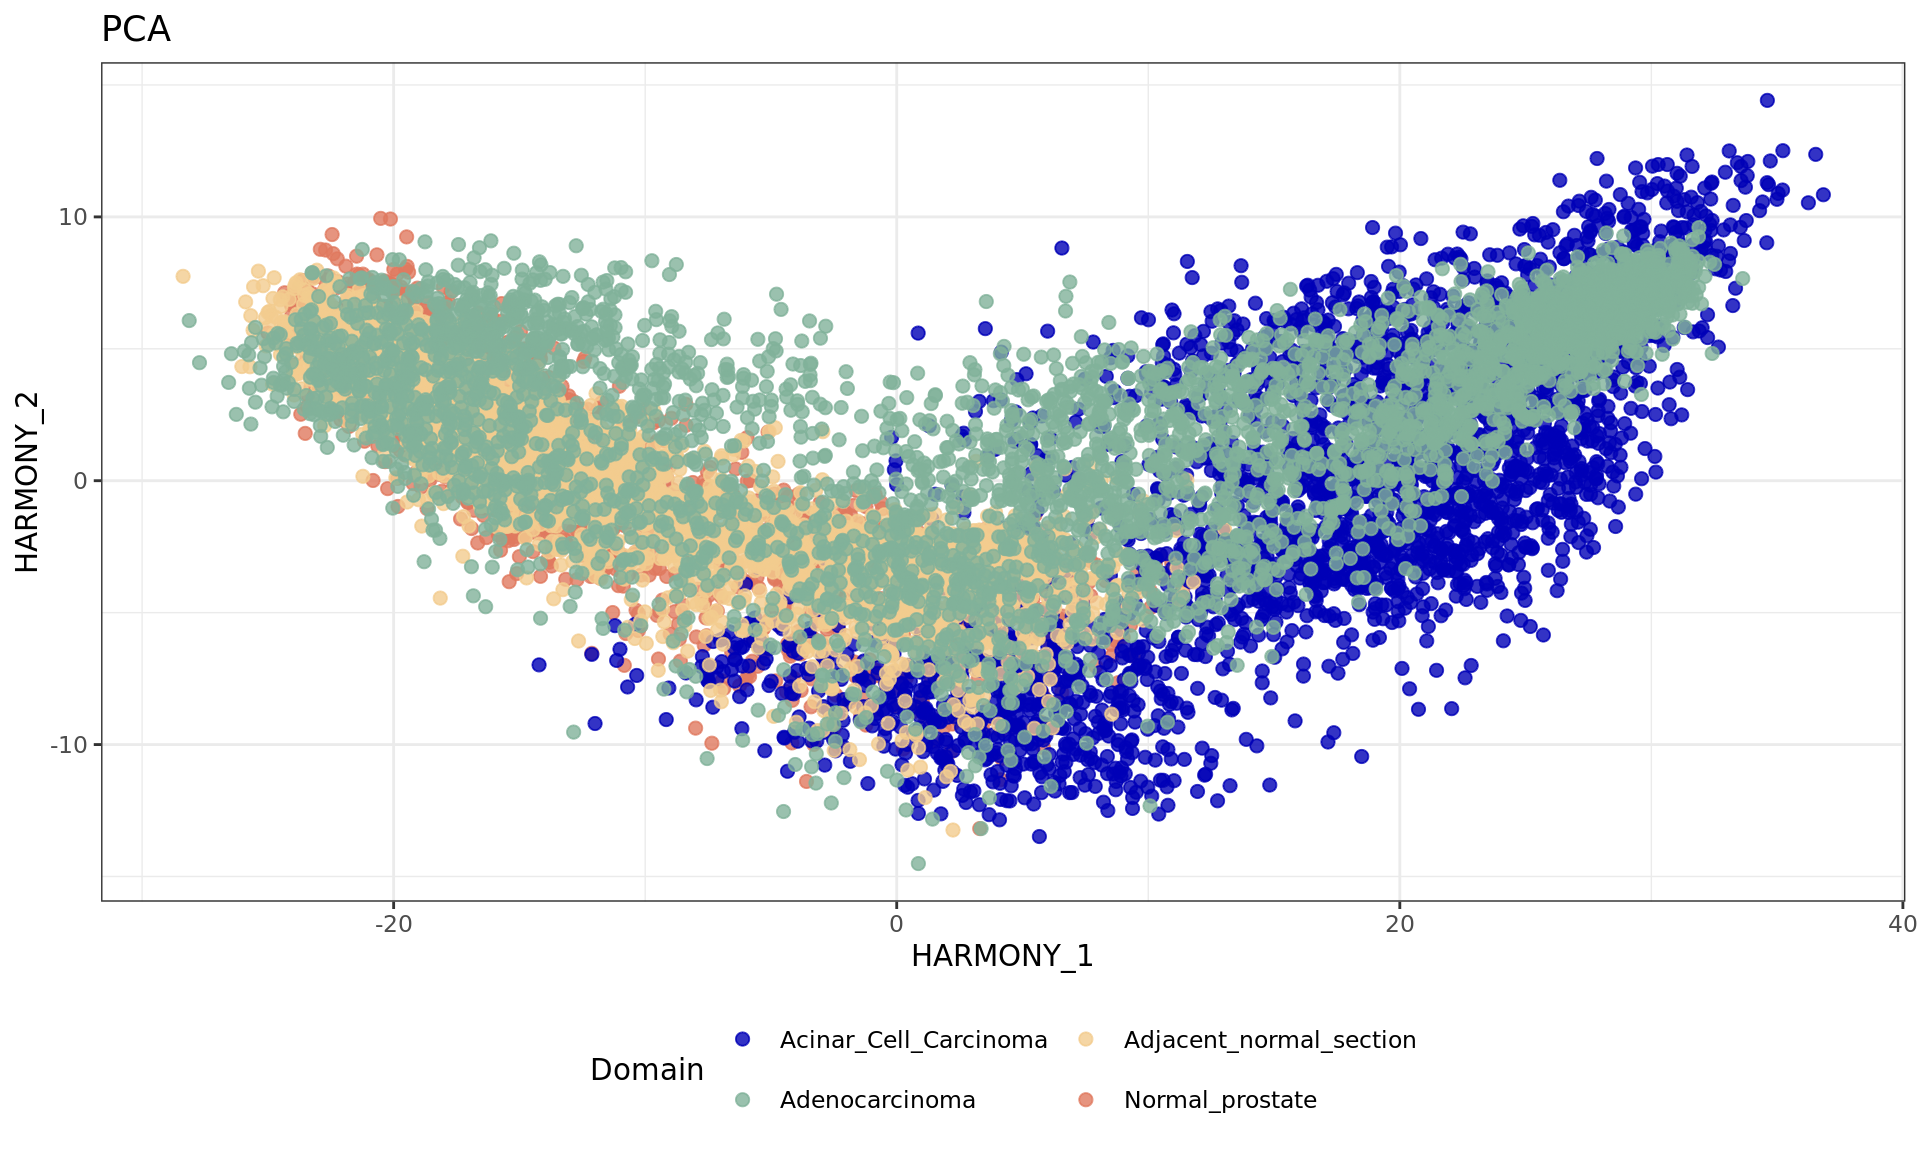 PCA
HARMONY_2
10
0
-10
-20
0
20
40
HARMONY_1
Domain
Acinar_Cell_Carcinoma
Adjacent_normal_section
Adenocarcinoma
Normal_prostate